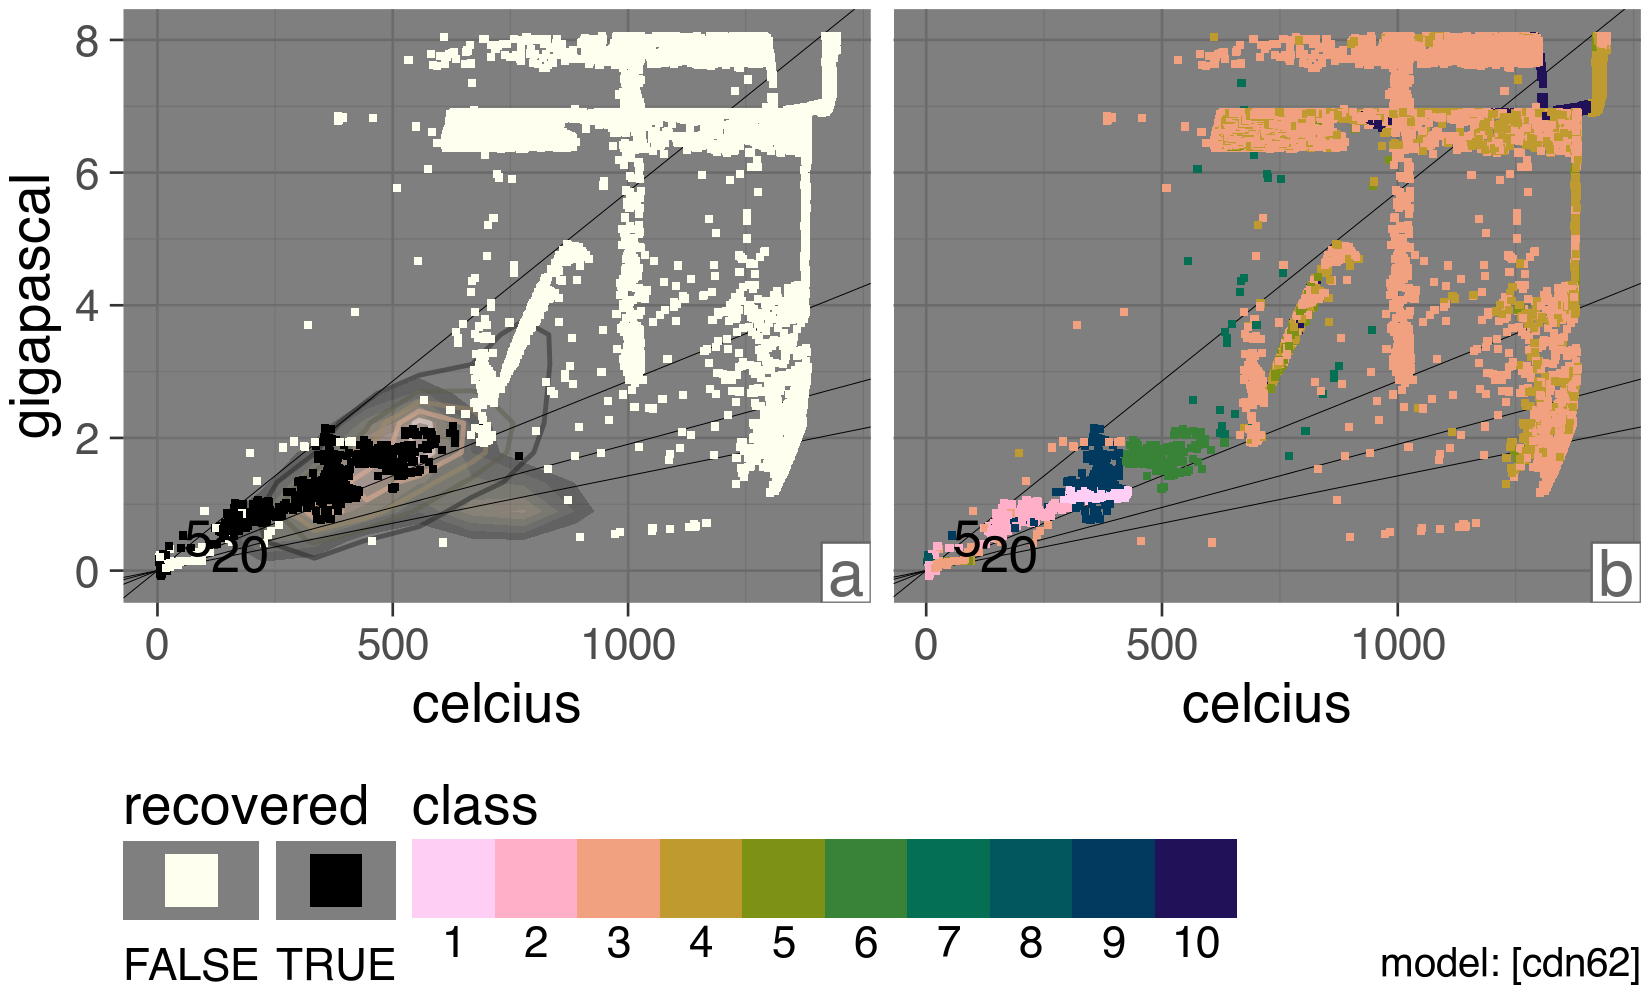 gigapascal
8
6
4
2
0
5
20
a
5
20
b
0 500 1000
0 500 1000
celcius celcius
recovered class
FALSE TRUE
1 2 3 4 5 6 7 8 9 10
model: [cdn62]